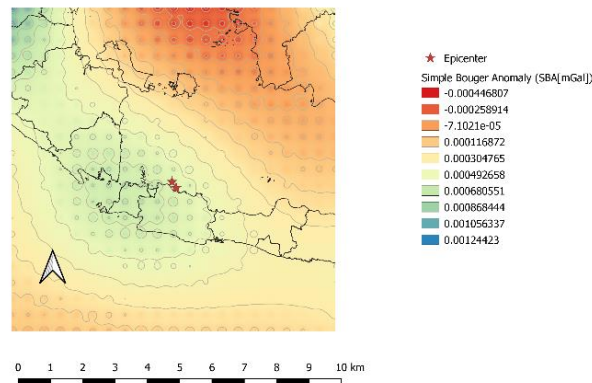 Epicenter
Simple Bouger Anomaly (SBA[mGal])
-0.000446807
-0.000258914
-7.1021e-05
0.000116872
0.000304765
0.000492658
0.000680551
0.000868444
0.001056337
0.00124423
0 1 2 3 4 5 6 7 8 9 10 km